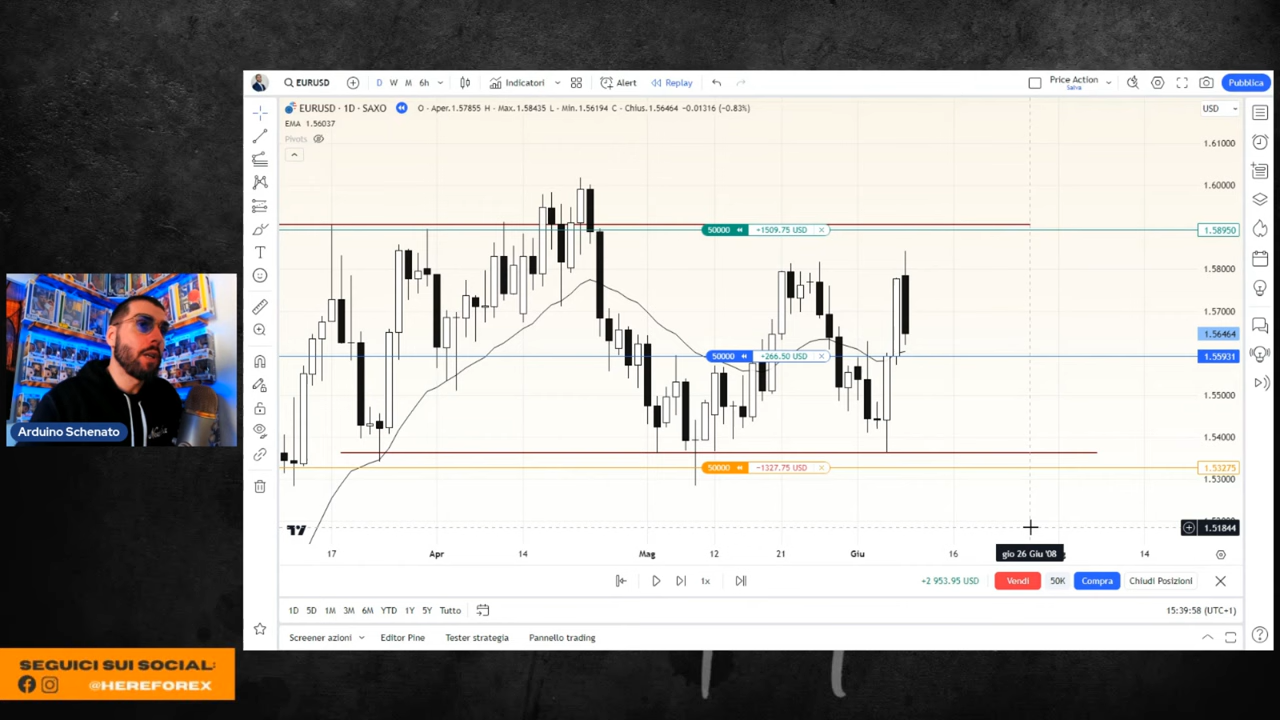 EURUSD
D W M 6h
Indicatori
Alert
Replay
Price Action
Salva
Pubblica
EURUSD · 1D · SAXO
O - Aper.1.57855 H - Max.1.58435 L - Min.1.56194 C - Chius.1.56464 -0.01316 (-0.83%)
USD
EMA 1.56037
Pivots
1.61000
1.60000
50000
+1509.75 USD
1.58950
1.58000
1.57000
1.56464
50000
+266.50 USD
1.55931
1.55000
1.54000
50000
-1327.75 USD
1.53275
1.53000
1.51844
17 Apr 14 Mag 12 21 Giu 16 gio 26 Giu '08 14
1x
+2 953.95 USD
Vendi
50K
Compra
Chiudi Posizioni
1D 5D 1M 3M 6M YTD 1Y 5Y Tutto
15:39:58 (UTC+1)
Screener azioni
Editor Pine
Tester strategia
Pannello trading
Arduino Schenato
SEGUICI SUI SOCIAL:
@HEREFOREX